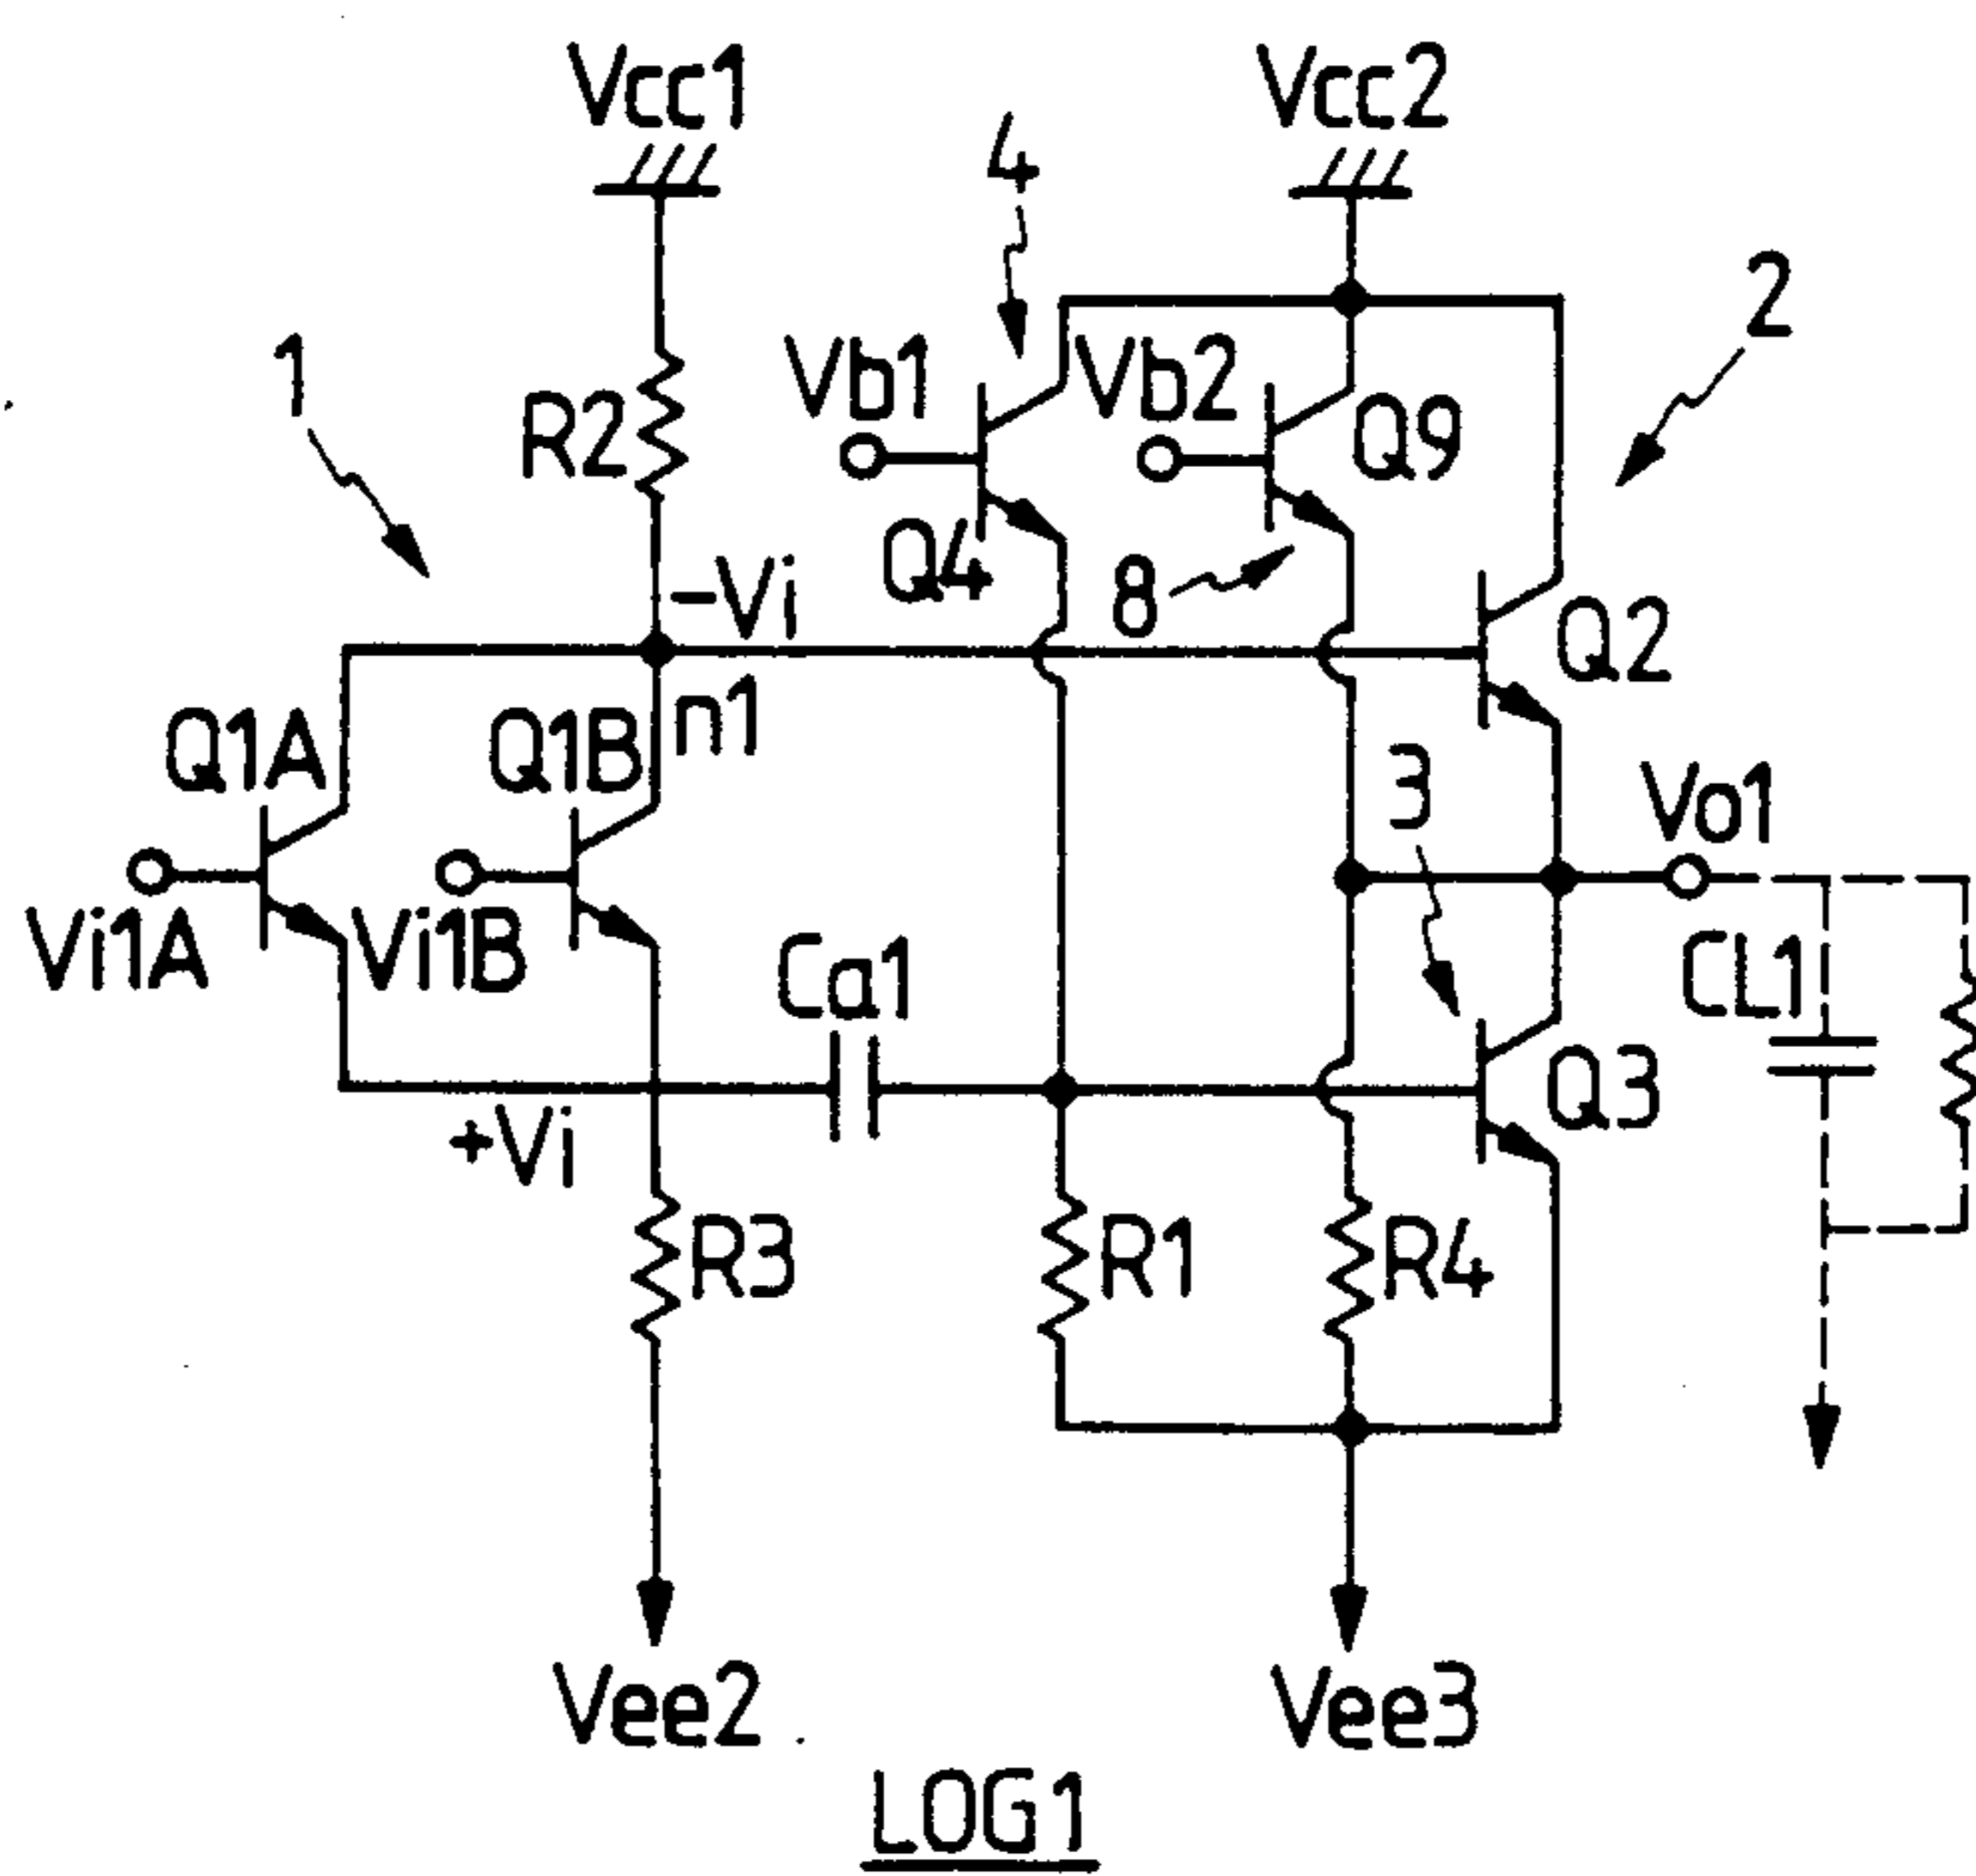 Vcc1
Vcc2
4
2
1
Vb1
Vb2
R2
Q9
Q4
-Vi
8
Q2
n1
Q1A
Q1B
3
Vo1
Vi1A
Vi1B
Ca1
CL1
Q3
+Vi
R3
R1
R4
Vee2
Vee3
LOG1